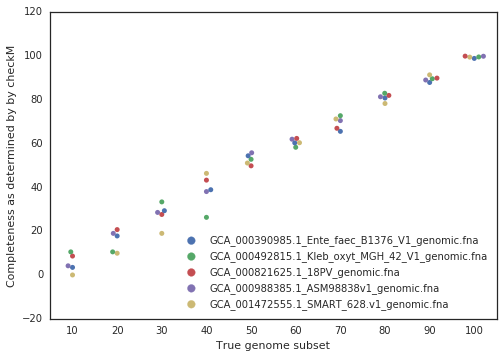 120
100
80
60
40
20
0
−20
Completeness as determined by by checkM
GCA_000390985.1_Ente_faec_B1376_V1_genomic.fna
GCA_000492815.1_Kleb_oxyt_MGH_42_V1_genomic.fna
GCA_000821625.1_18PV_genomic.fna
GCA_000988385.1_ASM98838v1_genomic.fna
GCA_001472555.1_SMART_628.v1_genomic.fna
10 20 30 40 50 60 70 80 90 100
True genome subset